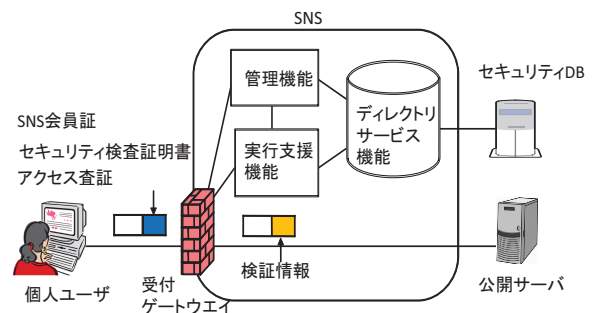 SNS
管理機能
実行支援
機能
ディレクトリ
サービス
機能
セキュリティDB
SNS会員証
セキュリティ検査証明書
アクセス査証
個人ユーザ
受付
ゲートウエイ
検証情報
公開サーバ